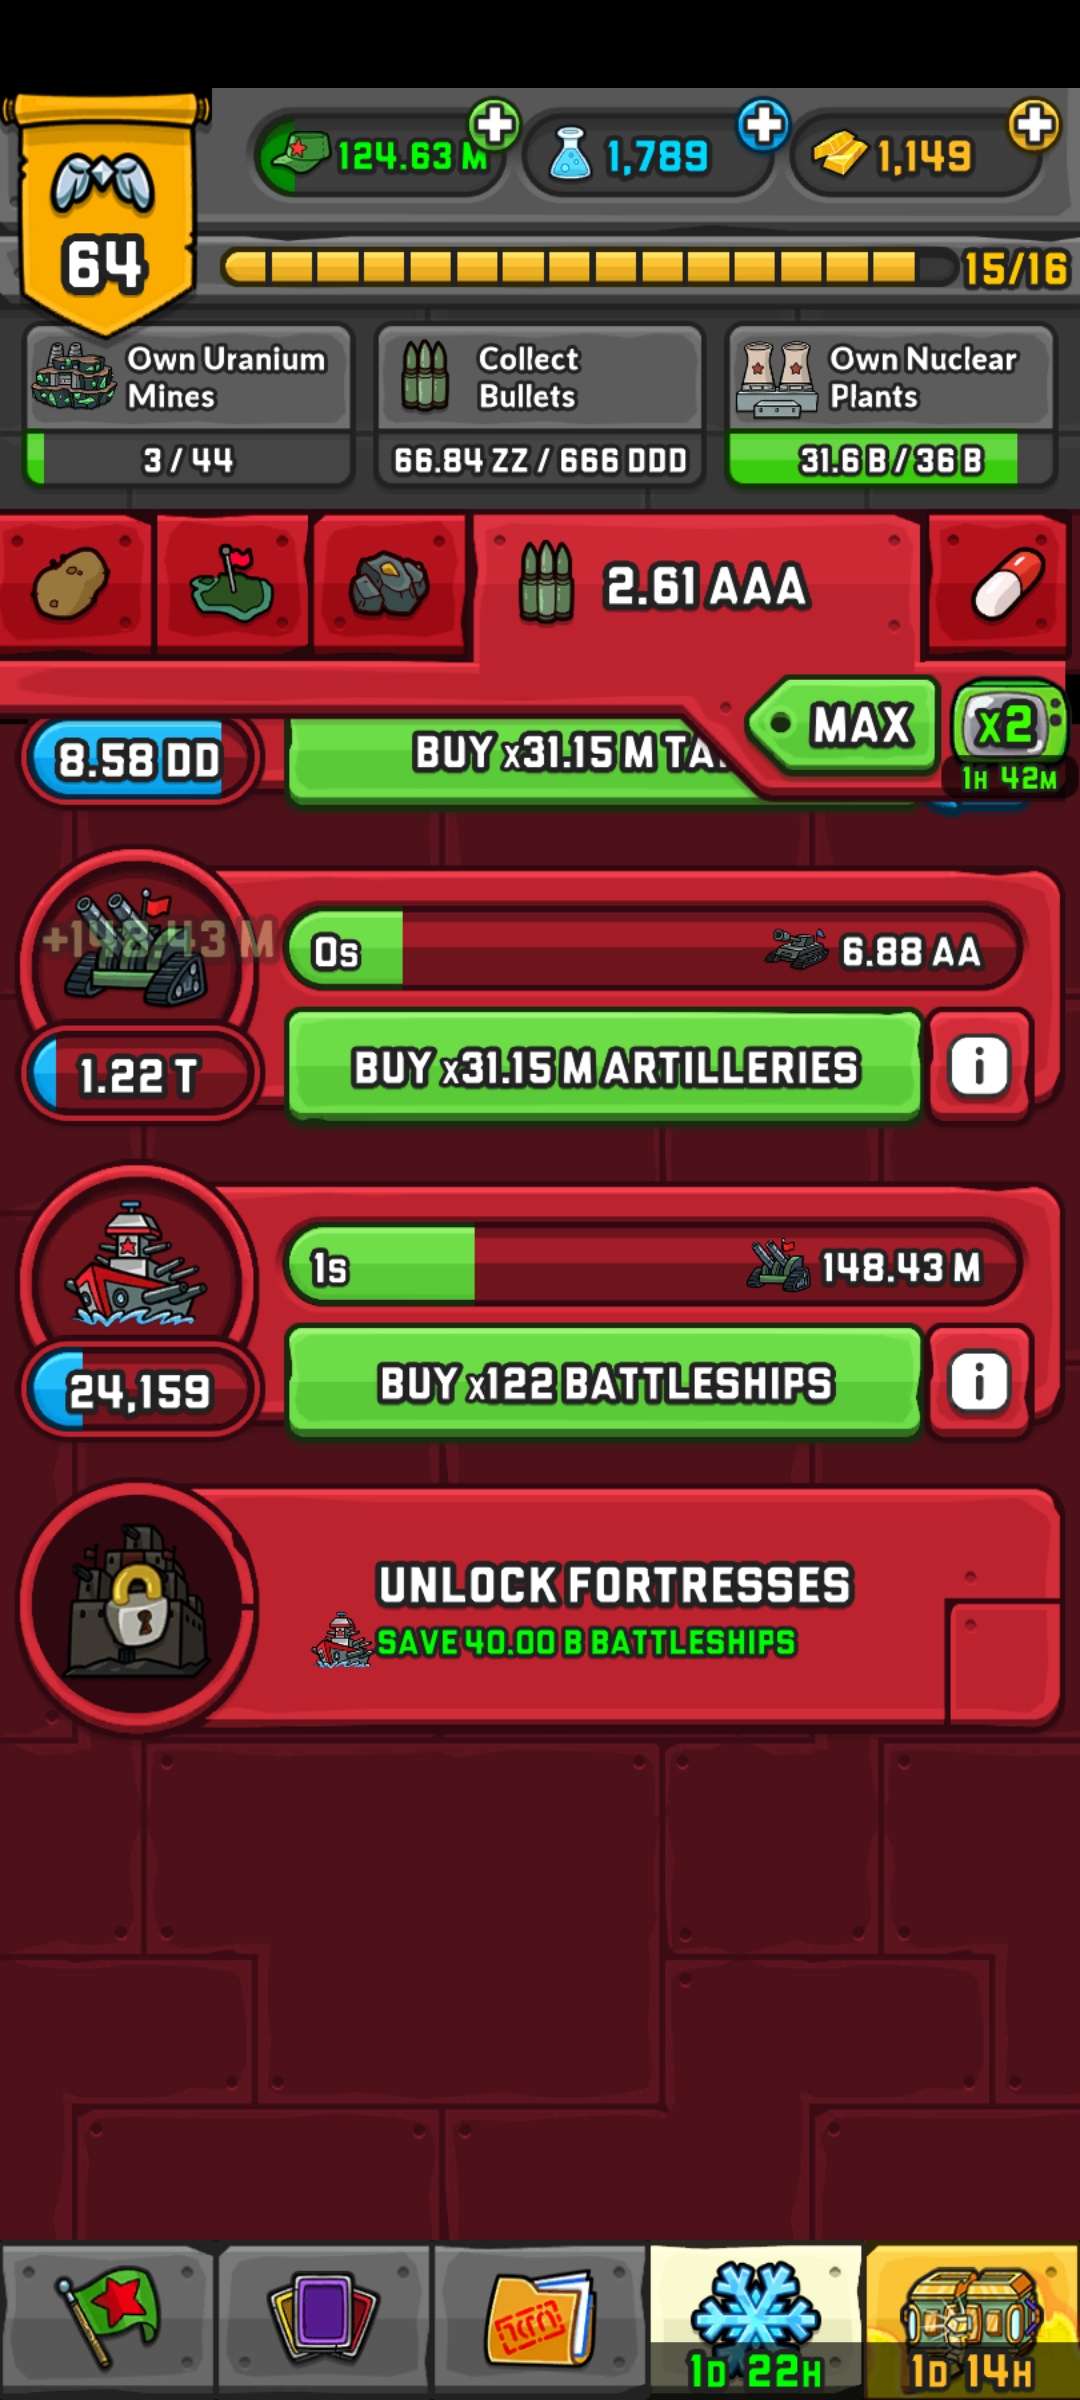 124.63 M
1,789
1,149
64
15/16
Own Uranium
Mines
3 / 44
Collect
Bullets
66.84 ZZ / 666 DDD
Own Nuclear
Plants
31.6 B / 36 B
2.61 AAA
MAX
x2
1H 42M
8.58 DD
BUY x31.15 M TA
+148.43 M
0s
6.88 AA
1.22 T
BUY x31.15 M ARTILLERIES
i
1s
148.43 M
24,159
BUY x122 BATTLESHIPS
i
UNLOCK FORTRESSES
SAVE 40.00 B BATTLESHIPS
1D 22H
1D 14H